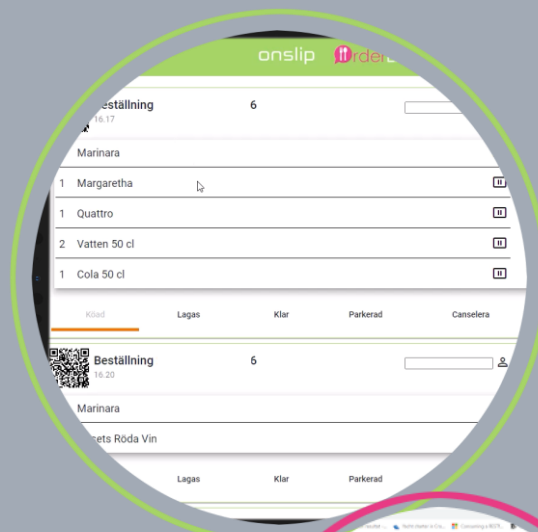 onslip Order
Beställning 6
16.17
Marinara
1 Margaretha
1 Quattro
2 Vatten 50 cl
1 Cola 50 cl
Köad Lagas Klar Parkerad Canselera
Beställning 6
16.20
Marinara
Röda Vin
Lagas Klar Parkerad